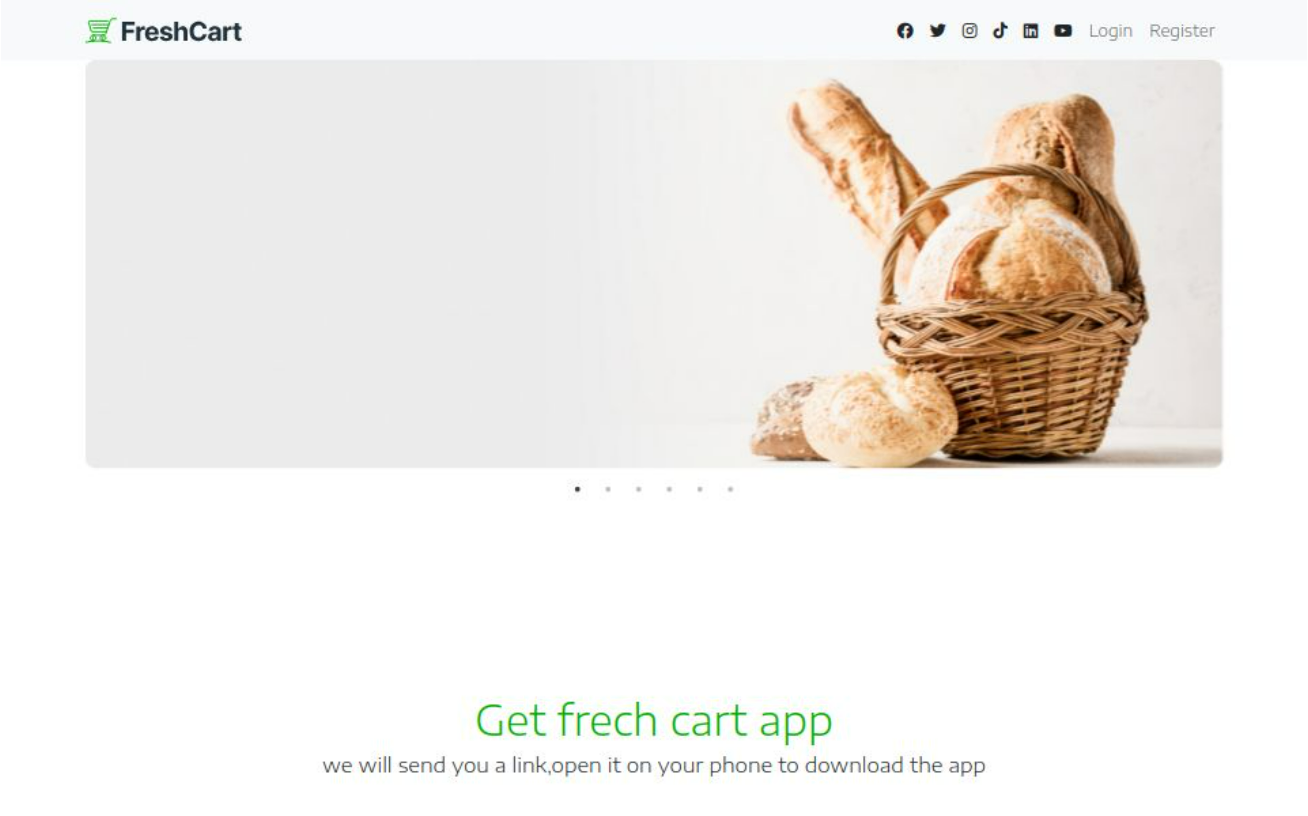 FreshCart
Login Register
Get frech cart app
we will send you a link,open it on your phone to download the app